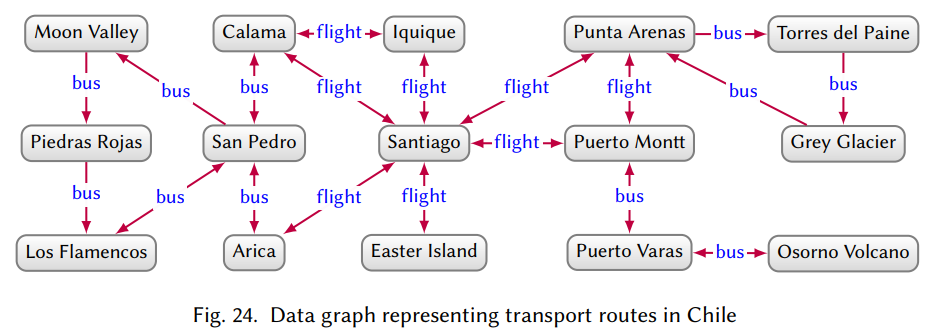 Moon Valley
Calama
flight
Iquique
Punta Arenas
bus
Torres del Paine
bus
bus
bus
flight
flight
flight
flight
bus
bus
Piedras Rojas
San Pedro
Santiago
flight
Puerto Montt
Grey Glacier
bus
bus
bus
flight
flight
bus
Los Flamencos
Arica
Easter Island
Puerto Varas
bus
Osorno Volcano
Fig. 24. Data graph representing transport routes in Chile